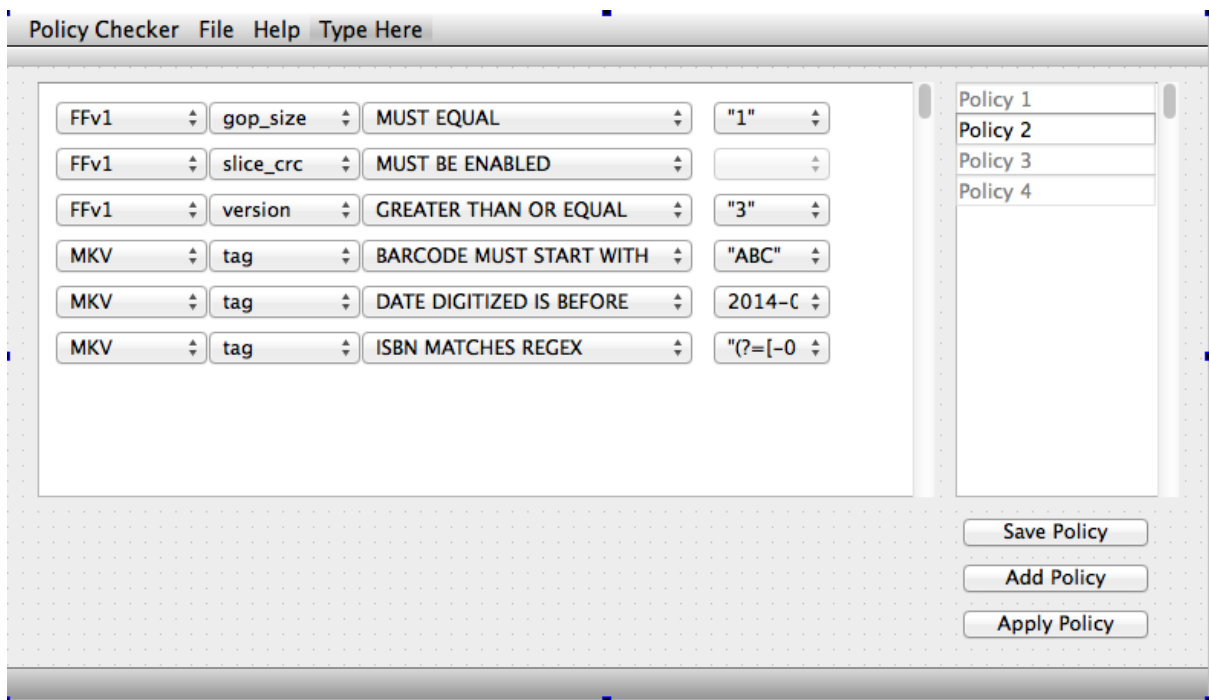 Policy Checker File Help Type Here
FFv1 gop_size MUST EQUAL "1"
FFv1 slice_crc MUST BE ENABLED
FFv1 version GREATER THAN OR EQUAL "3"
MKV tag BARCODE MUST START WITH "ABC"
MKV tag DATE DIGITIZED IS BEFORE 2014-0
MKV tag ISBN MATCHES REGEX "(?=[-0
Policy 1
Policy 2
Policy 3
Policy 4
Save Policy
Add Policy
Apply Policy